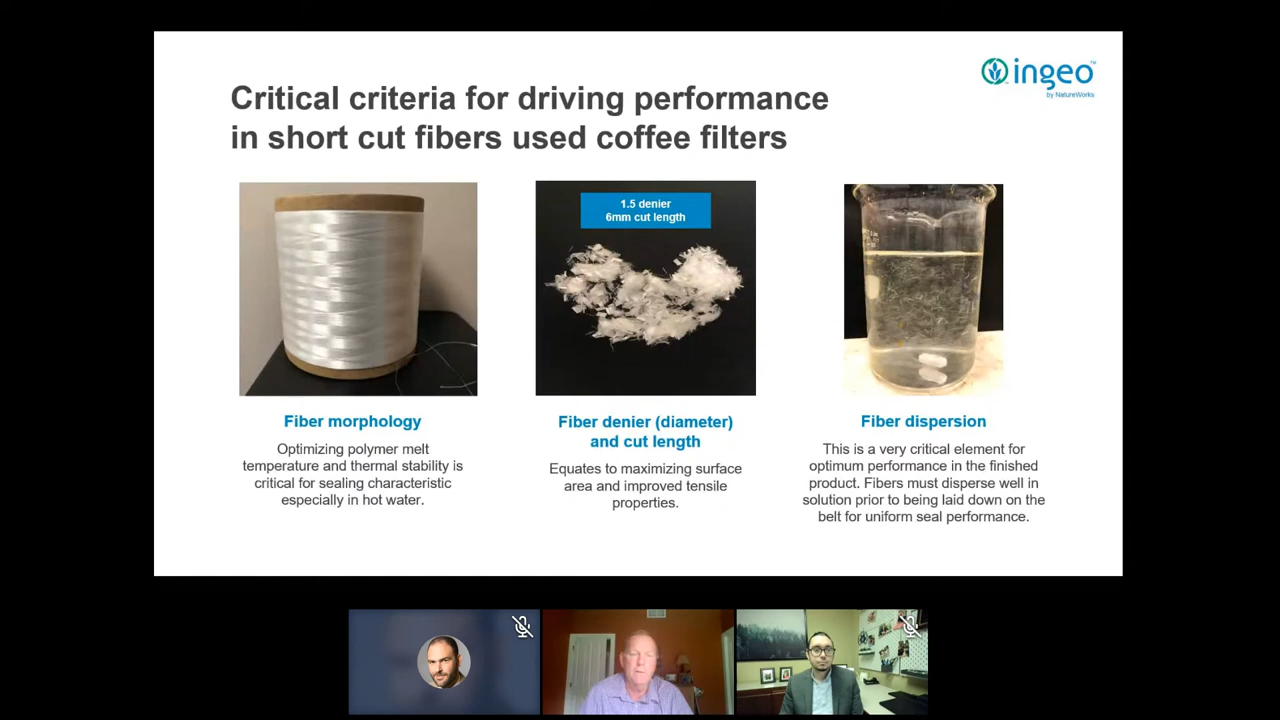 ingeo™
by NatureWorks
Critical criteria for driving performance
in short cut fibers used coffee filters
1.5 denier
6mm cut length
Fiber morphology
Optimizing polymer melt
temperature and thermal stability is
critical for sealing characteristic
especially in hot water.
Fiber denier (diameter)
and cut length
Equates to maximizing surface
area and improved tensile
properties.
Fiber dispersion
This is a very critical element for
optimum performance in the finished
product. Fibers must disperse well in
solution prior to being laid down on the
belt for uniform seal performance.